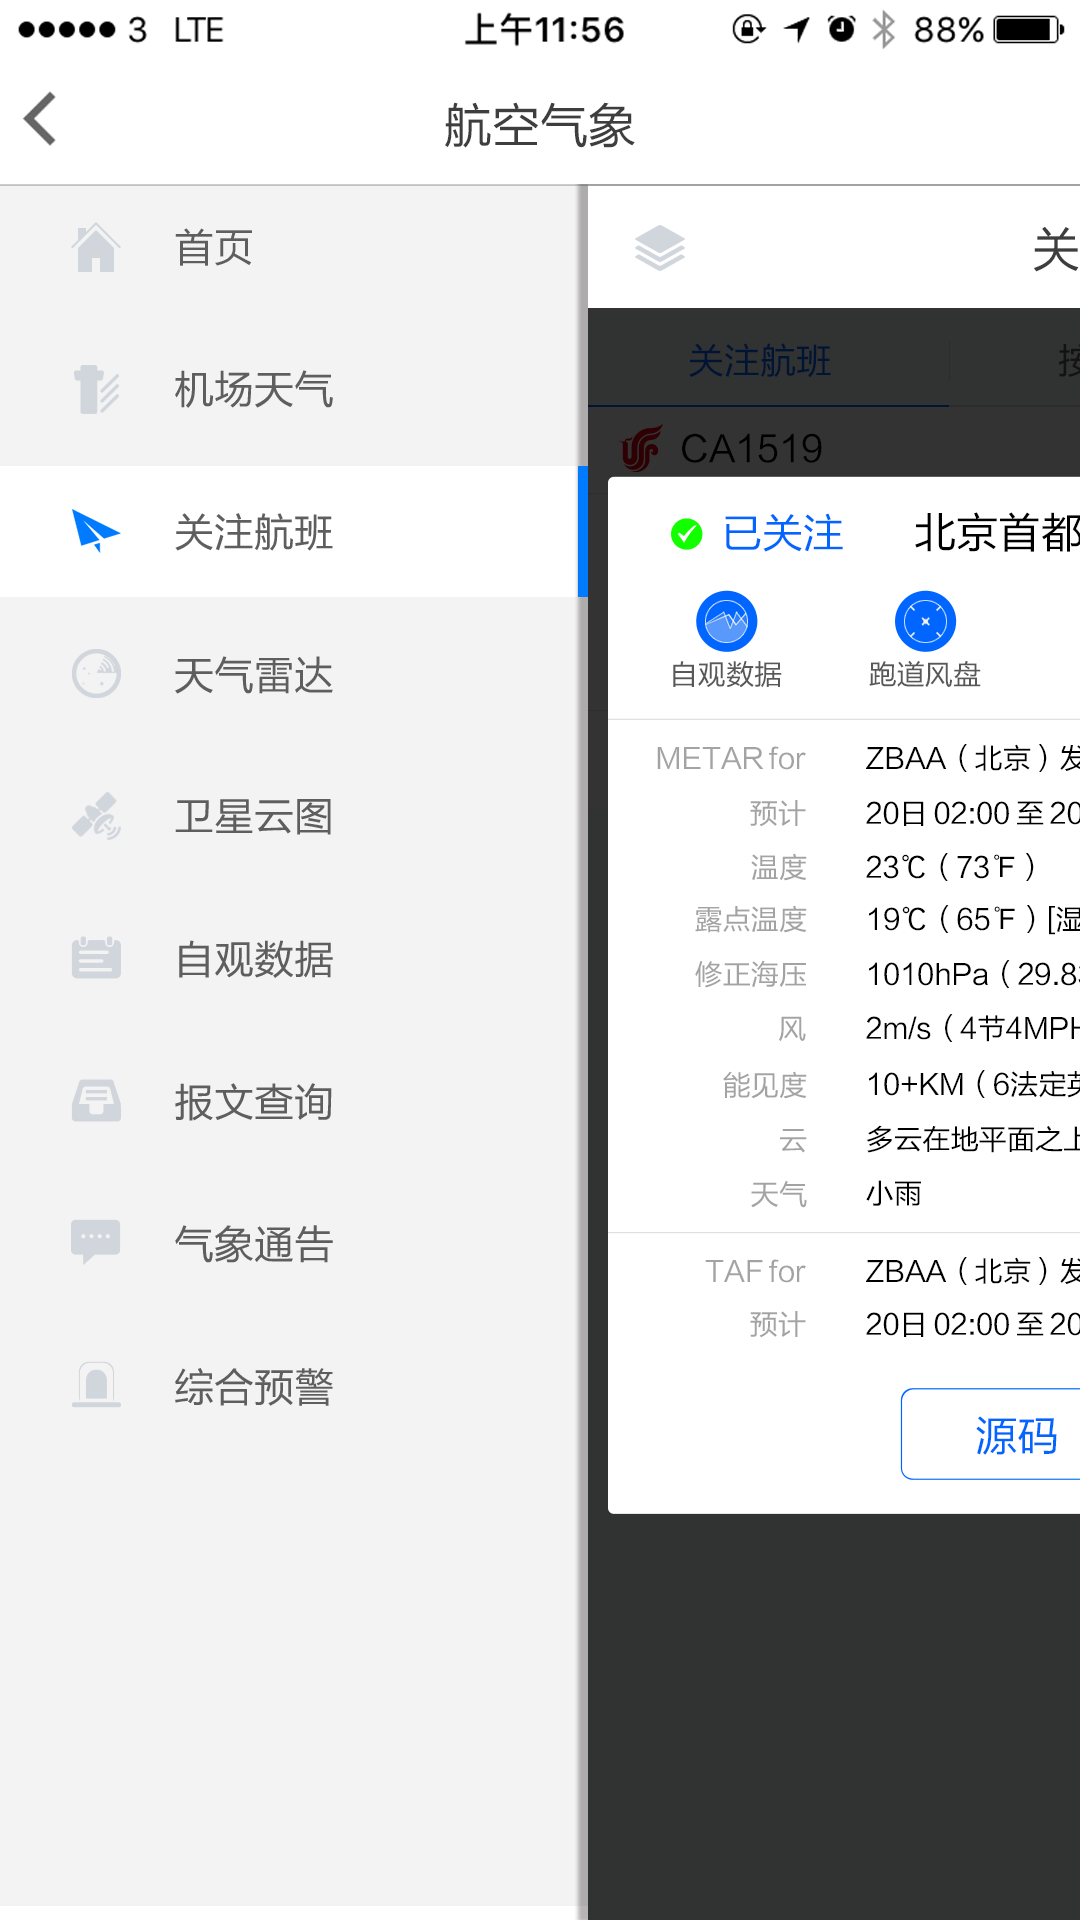 3 LTE 上午11:56 88%
航空气象
首页
机场天气
关注航班
天气雷达
卫星云图
自观数据
报文查询
气象通告
综合预警
关
关注航班 按
CA1519
已关注 北京首都
自观数据 跑道风盘
METAR for ZBAA（北京）发
预计 20日 02:00 至 20
温度 23℃（73℉）
露点温度 19℃（65℉）[湿
修正海压 1010hPa（29.83
风 2m/s（4节4MPH
能见度 10+KM（6法定英
云 多云在地平面之上
天气 小雨
TAF for ZBAA（北京）发
预计 20日 02:00 至 20
源码